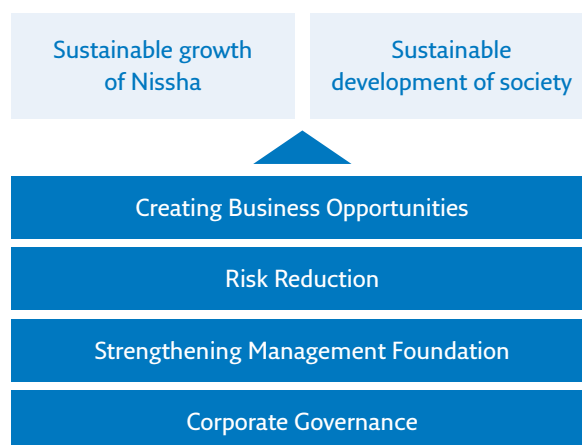 Sustainable growth
of Nissha
Sustainable
development of society
Creating Business Opportunities
Risk Reduction
Strengthening Management Foundation
Corporate Governance